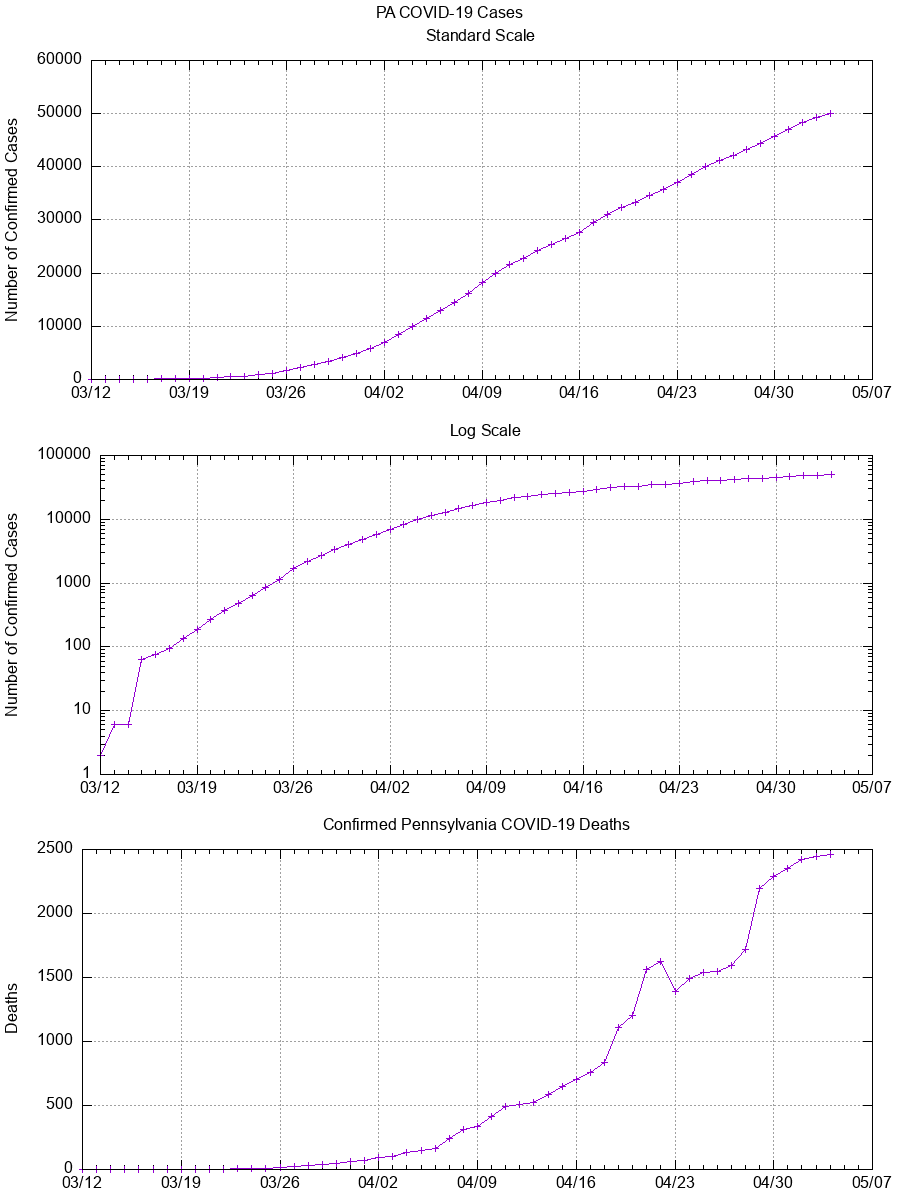 PA COVID-19 Cases
Standard Scale
60000
50000
40000
30000
20000
10000
0
Number of Confirmed Cases
03/12 03/19 03/26 04/02 04/09 04/16 04/23 04/30 05/07
Log Scale
100000
10000
1000
100
10
1
Number of Confirmed Cases
03/12 03/19 03/26 04/02 04/09 04/16 04/23 04/30 05/07
Confirmed Pennsylvania COVID-19 Deaths
2500
2000
1500
1000
500
0
Deaths
03/12 03/19 03/26 04/02 04/09 04/16 04/23 04/30 05/07